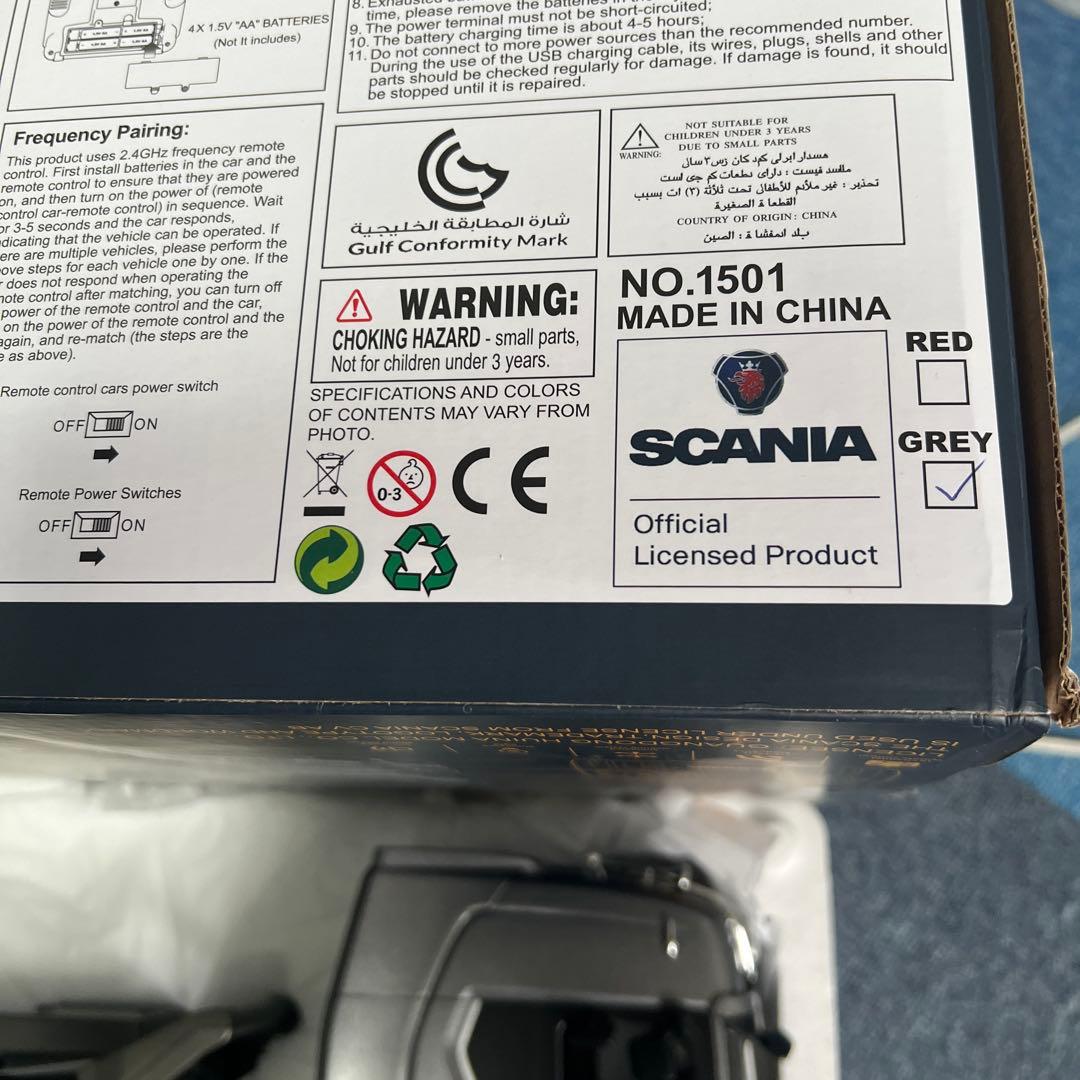 4 X 1.5V "AA" BATTERIES
(Not It includes)
8. Exhausted
time, please remove the batteries in
9. The power terminal must not be short-circuited;
10. The battery charging time is about 4-5 hours;
11. Do not connect to more power sources than the recommended number.
During the use of the USB charging cable, its wires, plugs, shells and other
parts should be checked regularly for damage. If damage is found, it should
be stopped until it is repaired.
Frequency Pairing:
This product uses 2.4GHz frequency remote
control. First install batteries in the car and the
remote control to ensure that they are powered
on, and then turn on the power of (remote
control car-remote control) in sequence. Wait
or 3-5 seconds and the car responds,
dicating that the vehicle can be operated. If
ere are multiple vehicles, please perform the
ove steps for each vehicle one by one. If the
r does not respond when operating the
mote control after matching, you can turn off
power of the remote control and the car,
on the power of the remote control and the
again, and re-match (the steps are the
e as above).
Remote control cars power switch
OFF ON
Remote Power Switches
OFF ON
شارة المطابقة الخليجية
Gulf Conformity Mark
WARNING:
NOT SUITABLE FOR
CHILDREN UNDER 3 YEARS
DUE TO SMALL PARTS
تحذير : غير ملائم للأطفال تحت ثلاثة (٣) ات بسبب
القطعا ة الصغيرة
COUNTRY OF ORIGIN: CHINA
WARNING:
CHOKING HAZARD - small parts,
Not for children under 3 years.
SPECIFICATIONS AND COLORS
OF CONTENTS MAY VARY FROM
PHOTO.
0-3
CE
NO.1501
MADE IN CHINA
SCANIA
Official
Licensed Product
RED
GREY